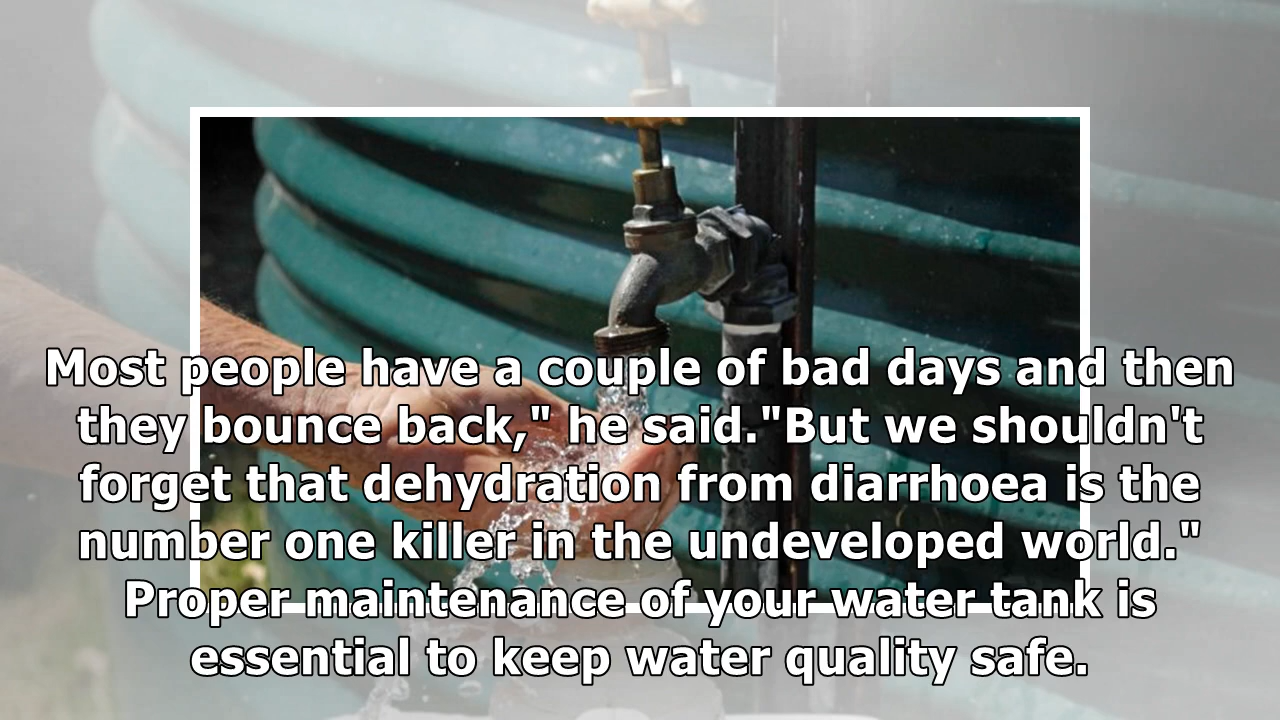 Most people have a couple of bad days and then
they bounce back," he said."But we shouldn't
forget that dehydration from diarrhoea is the
number one killer in the undeveloped world."
Proper maintenance of your water tank is
essential to keep water quality safe.